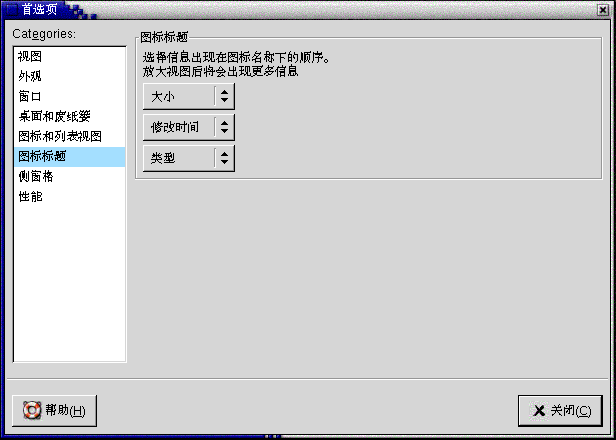 首选项
Categories:
视图
外观
窗口
桌面和废纸篓
图标和列表视图
图标标题
侧窗格
性能
图标标题
选择信息出现在图标名称下的顺序。
放大视图后将会出现更多信息
大小
修改时间
类型
帮助(H)
关闭(C)